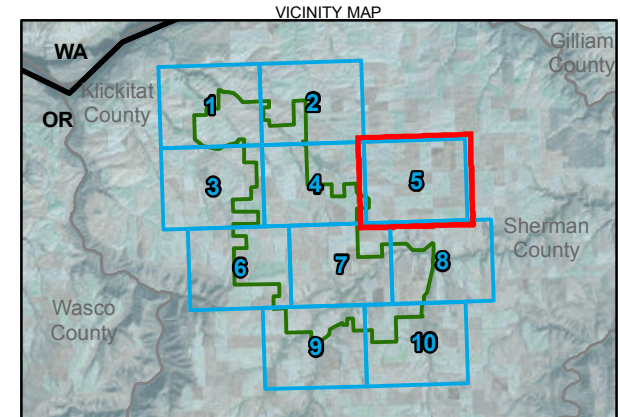 VICINITY MAP
WA
Gilliam
County
Klickitat
County
OR
1
2
3
4
5
Sherman
County
6
7
8
Wasco
County
9
10